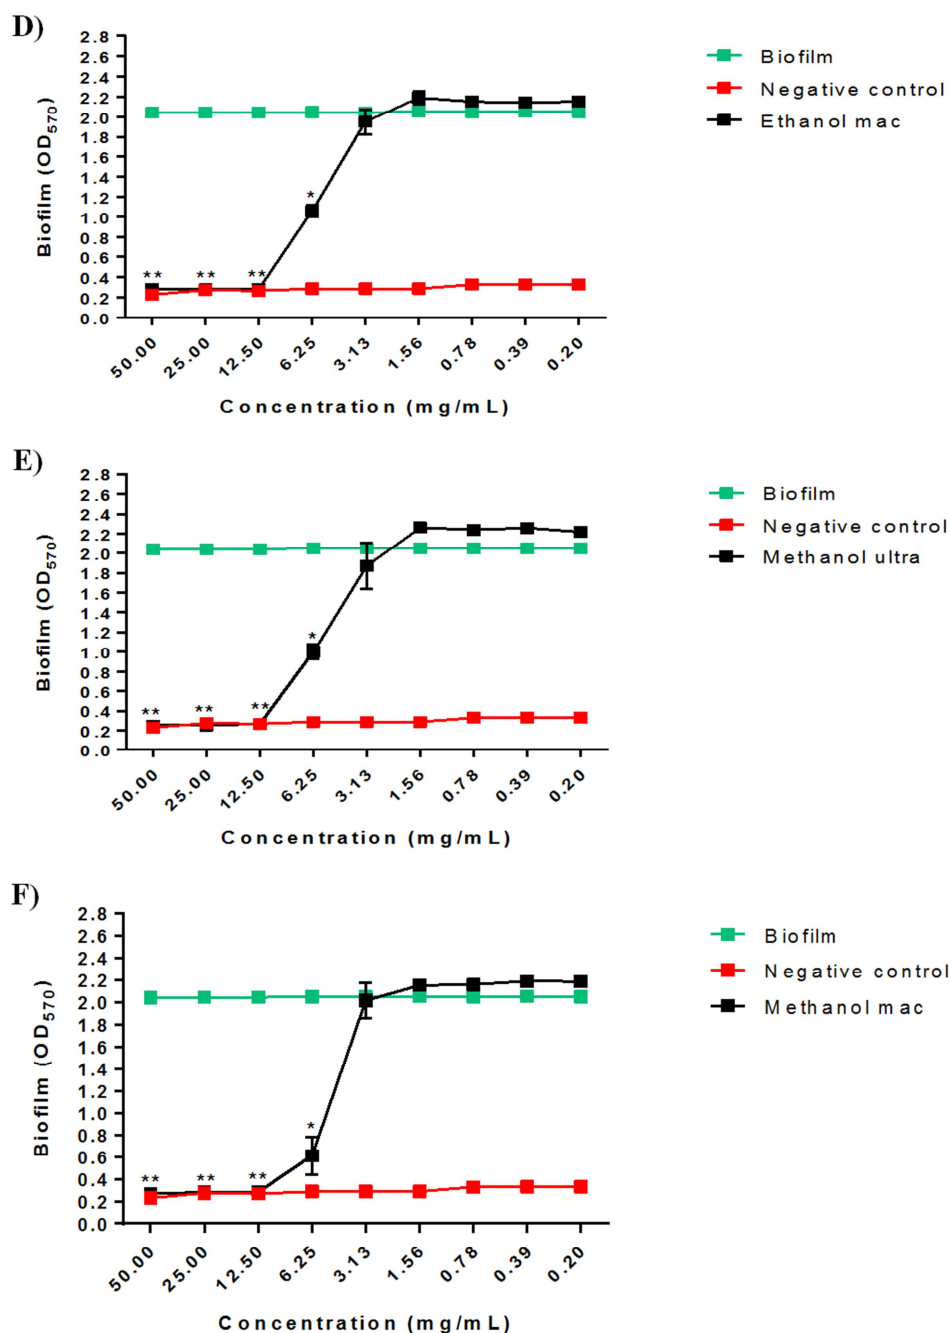 D)
2.8
2.6
2.4
2.2
2.0
1.8
1.6
1.4
1.2
1.0
0.8
0.6
0.4
0.2
0.0
Biofilm (OD570)
** ** ** *
50.00 25.00 12.50 6.25 3.13 1.56 0.78 0.39 0.20
Concentration (mg/mL)
Biofilm
Negative control
Ethanol mac
E)
2.8
2.6
2.4
2.2
2.0
1.8
1.6
1.4
1.2
1.0
0.8
0.6
0.4
0.2
0.0
Biofilm (OD570)
** ** ** *
50.00 25.00 12.50 6.25 3.13 1.56 0.78 0.39 0.20
Concentration (mg/mL)
Biofilm
Negative control
Methanol ultra
F)
2.8
2.6
2.4
2.2
2.0
1.8
1.6
1.4
1.2
1.0
0.8
0.6
0.4
0.2
0.0
Biofilm (OD570)
** ** ** *
50.00 25.00 12.50 6.25 3.13 1.56 0.78 0.39 0.20
Concentration (mg/mL)
Biofilm
Negative control
Methanol mac